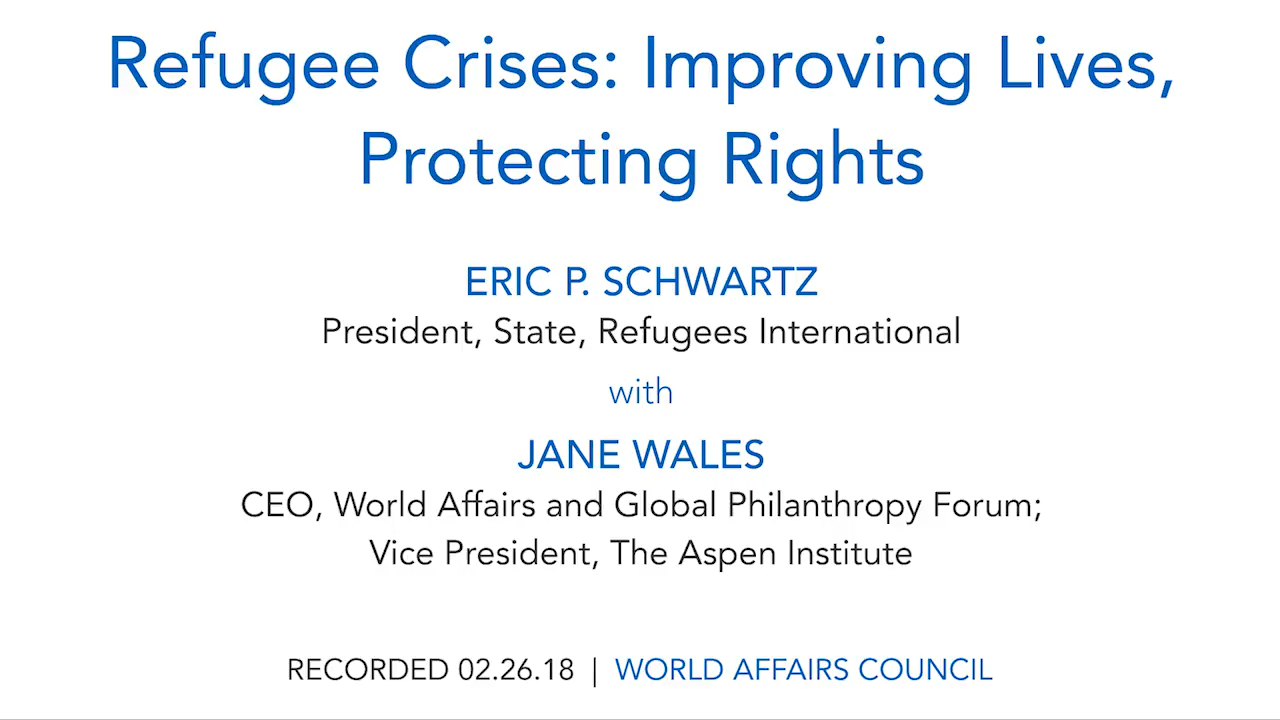 Refugee Crises: Improving Lives,
Protecting Rights
ERIC P. SCHWARTZ
President, State, Refugees International
with
JANE WALES
CEO, World Affairs and Global Philanthropy Forum;
Vice President, The Aspen Institute
RECORDED 02.26.18 | WORLD AFFAIRS COUNCIL